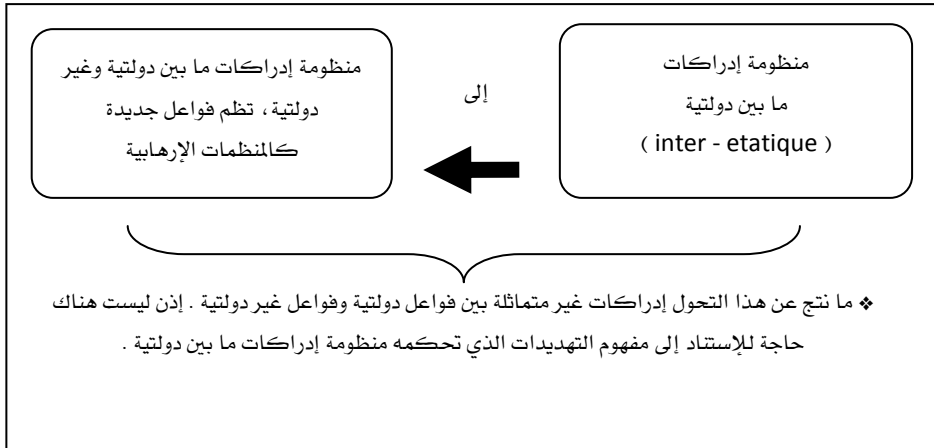 منظومة إدراكات
ما بين دولتية
( inter - etatique )
إلى
منظومة إدراكات ما بين دولتية وغير
دولتية ، تظم فواعل جديدة
كالمنظمات الإرهابية
❖ ما نتج عن هذا التحول إدراكات غير متماثلة بين فواعل دولتية وفواعل غير دولتية . إذن ليست هناك
حاجة للإستناد إلى مفهوم التهديدات الذي تحكمه منظومة إدراكات ما بين دولتية .